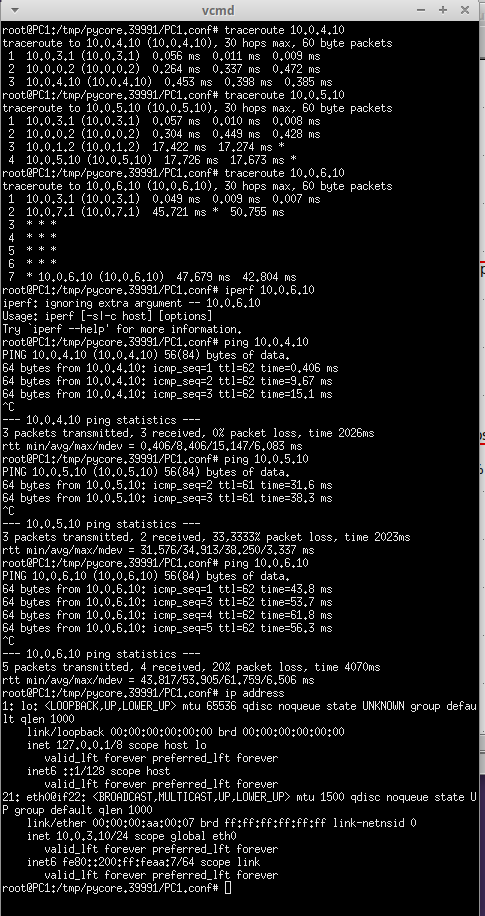 vcmd
root@PC1:/tmp/pycore.39991/PC1.conf# traceroute 10.0.4.10
traceroute to 10.0.4.10 (10.0.4.10), 30 hops max, 60 byte packets
1  10.0.3.1 (10.0.3.1)  0.056 ms  0.011 ms  0.009 ms
2  10.0.0.2 (10.0.0.2)  0.264 ms  0.337 ms  0.472 ms
3  10.0.4.10 (10.0.4.10)  0.453 ms  0.398 ms  0.385 ms
root@PC1:/tmp/pycore.39991/PC1.conf# traceroute 10.0.5.10
traceroute to 10.0.5.10 (10.0.5.10), 30 hops max, 60 byte packets
1  10.0.3.1 (10.0.3.1)  0.057 ms  0.010 ms  0.008 ms
2  10.0.0.2 (10.0.0.2)  0.304 ms  0.449 ms  0.428 ms
3  10.0.1.2 (10.0.1.2)  17.422 ms  17.274 ms *
4  10.0.5.10 (10.0.5.10)  17.726 ms  17.673 ms *
root@PC1:/tmp/pycore.39991/PC1.conf# traceroute 10.0.6.10
traceroute to 10.0.6.10 (10.0.6.10), 30 hops max, 60 byte packets
1  10.0.3.1 (10.0.3.1)  0.049 ms  0.009 ms  0.007 ms
2  10.0.7.1 (10.0.7.1)  45.721 ms *  50.755 ms
3  * * *
4  * * *
5  * * *
6  * * *
7  * 10.0.6.10 (10.0.6.10)  47.679 ms  42.804 ms
root@PC1:/tmp/pycore.39991/PC1.conf# iperf 10.0.6.10
iperf: ignoring extra argument -- 10.0.6.10
Usage: iperf [-s|-c host] [options]
Try `iperf --help' for more information.
root@PC1:/tmp/pycore.39991/PC1.conf# ping 10.0.4.10
PING 10.0.4.10 (10.0.4.10) 56(84) bytes of data.
64 bytes from 10.0.4.10: icmp_seq=1 ttl=62 time=0.406 ms
64 bytes from 10.0.4.10: icmp_seq=2 ttl=62 time=9.67 ms
64 bytes from 10.0.4.10: icmp_seq=3 ttl=62 time=15.1 ms
^C
--- 10.0.4.10 ping statistics ---
3 packets transmitted, 3 received, 0% packet loss, time 2026ms
rtt min/avg/max/mdev = 0.406/8.406/15.147/6.083 ms
root@PC1:/tmp/pycore.39991/PC1.conf# ping 10.0.5.10
PING 10.0.5.10 (10.0.5.10) 56(84) bytes of data.
64 bytes from 10.0.5.10: icmp_seq=2 ttl=61 time=31.6 ms
64 bytes from 10.0.5.10: icmp_seq=3 ttl=61 time=38.3 ms
^C
--- 10.0.5.10 ping statistics ---
3 packets transmitted, 2 received, 33,3333% packet loss, time 2023ms
rtt min/avg/max/mdev = 31.576/34.913/38.250/3.337 ms
root@PC1:/tmp/pycore.39991/PC1.conf# ping 10.0.6.10
PING 10.0.6.10 (10.0.6.10) 56(84) bytes of data.
64 bytes from 10.0.6.10: icmp_seq=1 ttl=62 time=43.8 ms
64 bytes from 10.0.6.10: icmp_seq=3 ttl=62 time=53.7 ms
64 bytes from 10.0.6.10: icmp_seq=4 ttl=62 time=61.8 ms
64 bytes from 10.0.6.10: icmp_seq=5 ttl=62 time=56.3 ms
^C
--- 10.0.6.10 ping statistics ---
5 packets transmitted, 4 received, 20% packet loss, time 4070ms
rtt min/avg/max/mdev = 43.817/53.905/61.759/6.506 ms
root@PC1:/tmp/pycore.39991/PC1.conf# ip address
1: lo: <LOOPBACK,UP,LOWER_UP> mtu 65536 qdisc noqueue state UNKNOWN group defau
lt qlen 1000
link/loopback 00:00:00:00:00:00 brd 00:00:00:00:00:00
inet 127.0.0.1/8 scope host lo
valid_lft forever preferred_lft forever
inet6 ::1/128 scope host
valid_lft forever preferred_lft forever
21: eth0@if22: <BROADCAST,MULTICAST,UP,LOWER_UP> mtu 1500 qdisc noqueue state U
P group default qlen 1000
link/ether 00:00:00:aa:00:07 brd ff:ff:ff:ff:ff:ff link-netnsid 0
inet 10.0.3.10/24 scope global eth0
valid_lft forever preferred_lft forever
inet6 fe80::200:ff:feaa:7/64 scope link
valid_lft forever preferred_lft forever
root@PC1:/tmp/pycore.39991/PC1.conf#